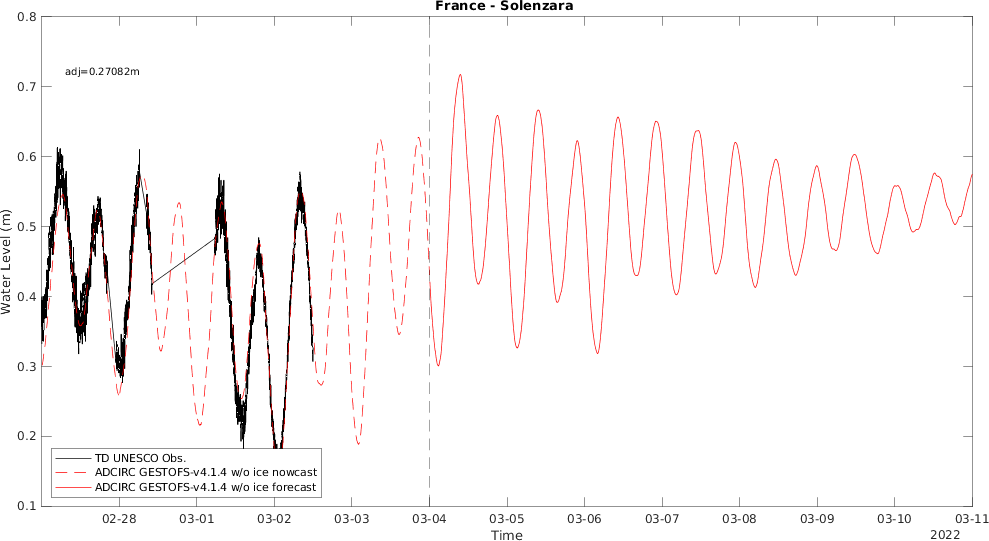 France - Solenzara
0.8
0.7
0.6
0.5
0.4
0.3
0.2
0.1
Water Level (m)
adj=0.27082m
TD UNESCO Obs.
ADCIRC GESTOFS-v4.1.4 w/o ice nowcast
ADCIRC GESTOFS-v4.1.4 w/o ice forecast
02-28 03-01 03-02 03-03 03-04 03-05 03-06 03-07 03-08 03-09 03-10 03-11
Time
2022